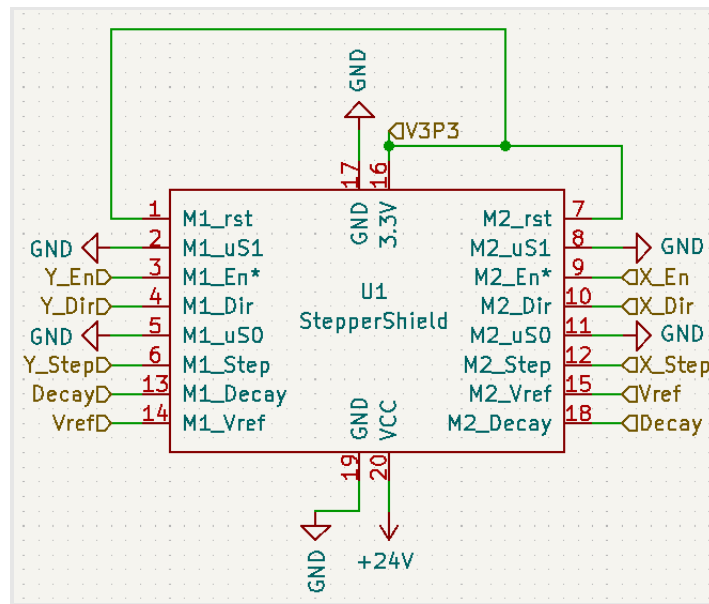 GND
V3P3
17
16
GND
3.3V
1 M1_rst
M2_rst 7
GND 2 M1_uS1
M2_uS1 8 GND
Y_En 3 M1_En*
M2_En* 9 X_En
Y_Dir 4 M1_Dir
M2_Dir 10 X_Dir
U1
StepperShield
GND 5 M1_uS0
M2_uS0 11 GND
Y_Step 6 M1_Step
M2_Step 12 X_Step
Decay 13 M1_Decay
M2_Vref 15 Vref
Vref 14 M1_Vref
M2_Decay 18 Decay
GND
VCC
19
20
GND
+24V